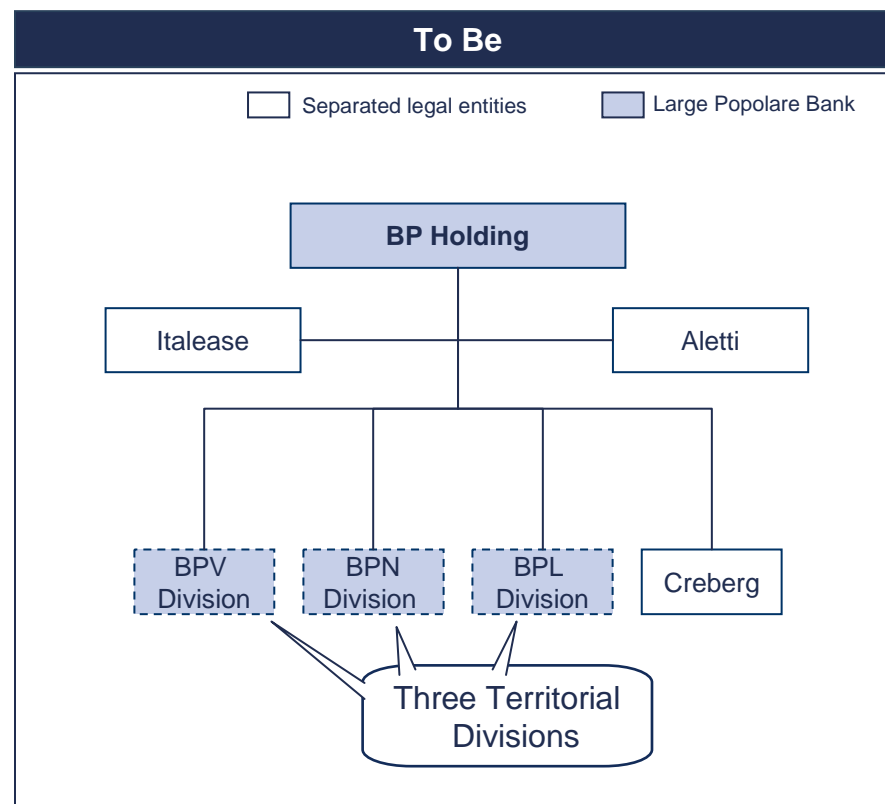 To Be
Separated legal entities
Large Popolare Bank
BP Holding
Italease
Aletti
BPV
Division
BPN
Division
BPL
Division
Creberg
Three Territorial
Divisions